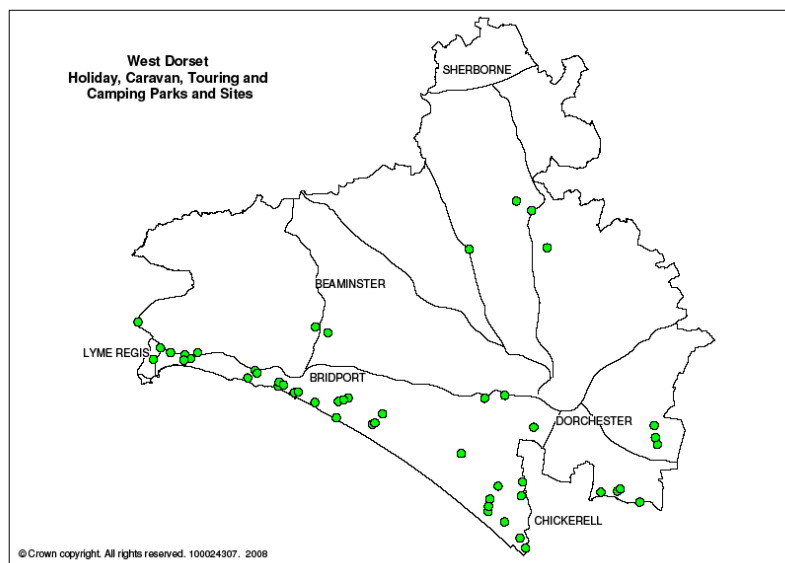 West Dorset
Holiday, Caravan, Touring and
Camping Parks and Sites
SHERBORNE
BEAMINSTER
LYME REGIS
BRIDPORT
DORCHESTER
CHICKERELL
© Crown copyright. All rights reserved. 100024307. 2008